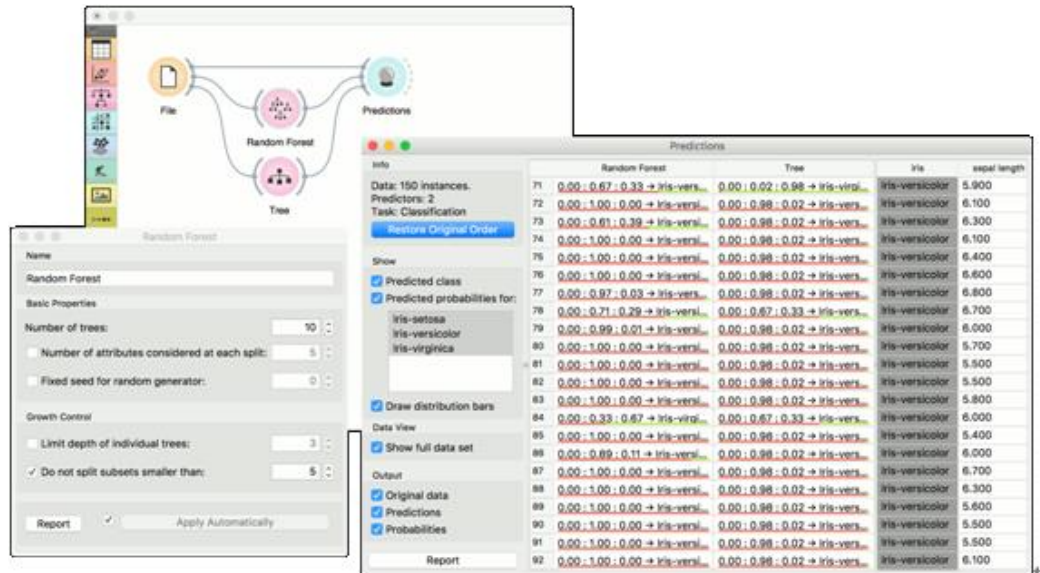 File
Random Forest
Tree
Predictions
Random Forest
Name
Random Forest
Basic Properties
Number of trees: 10
Number of attributes considered at each split: 5
Fixed seed for random generator: 0
Growth Control
Limit depth of individual trees: 3
Do not split subsets smaller than: 5
Report
Apply Automatically
Predictions
Info
Data: 150 instances.
Predictors: 2
Task: Classification
Restore Original Order
Show
Predicted class
Predicted probabilities for:
Iris-setosa
Iris-versicolor
Iris-virginica
Draw distribution bars
Data View
Show full data set
Output
Original data
Predictions
Probabilities
Report
Random Forest Tree iris sepal length
71 0.00 : 0.67 : 0.33 → Iris-vers... 0.00 : 0.02 : 0.98 → Iris-virgi... Iris-versicolor 5.900
72 0.00 : 1.00 : 0.00 → Iris-versi... 0.00 : 0.98 : 0.02 → Iris-vers... Iris-versicolor 6.100
73 0.00 : 0.61 : 0.39 → Iris-vers... 0.00 : 0.98 : 0.02 → Iris-vers... Iris-versicolor 6.300
74 0.00 : 1.00 : 0.00 → Iris-versi... 0.00 : 0.98 : 0.02 → Iris-vers... Iris-versicolor 6.100
75 0.00 : 1.00 : 0.00 → Iris-versi... 0.00 : 0.98 : 0.02 → Iris-vers... Iris-versicolor 6.400
76 0.00 : 1.00 : 0.00 → Iris-versi... 0.00 : 0.98 : 0.02 → Iris-vers... Iris-versicolor 6.600
77 0.00 : 0.97 : 0.03 → Iris-vers... 0.00 : 0.98 : 0.02 → Iris-vers... Iris-versicolor 6.800
78 0.00 : 0.71 : 0.29 → Iris-vers... 0.00 : 0.67 : 0.33 → Iris-vers... Iris-versicolor 6.700
79 0.00 : 0.99 : 0.01 → Iris-vers... 0.00 : 0.98 : 0.02 → Iris-vers... Iris-versicolor 6.000
80 0.00 : 1.00 : 0.00 → Iris-versi... 0.00 : 0.98 : 0.02 → Iris-vers... Iris-versicolor 5.700
81 0.00 : 1.00 : 0.00 → Iris-versi... 0.00 : 0.98 : 0.02 → Iris-vers... Iris-versicolor 5.500
82 0.00 : 1.00 : 0.00 → Iris-versi... 0.00 : 0.98 : 0.02 → Iris-vers... Iris-versicolor 5.500
83 0.00 : 1.00 : 0.00 → Iris-versi... 0.00 : 0.98 : 0.02 → Iris-vers... Iris-versicolor 5.800
84 0.00 : 0.33 : 0.67 → Iris-virgi... 0.00 : 0.67 : 0.33 → Iris-vers... Iris-versicolor 6.000
85 0.00 : 1.00 : 0.00 → Iris-versi... 0.00 : 0.98 : 0.02 → Iris-vers... Iris-versicolor 5.400
86 0.00 : 0.89 : 0.11 → Iris-vers... 0.00 : 0.98 : 0.02 → Iris-vers... Iris-versicolor 6.000
87 0.00 : 1.00 : 0.00 → Iris-versi... 0.00 : 0.98 : 0.02 → Iris-vers... Iris-versicolor 6.700
88 0.00 : 1.00 : 0.00 → Iris-versi... 0.00 : 0.98 : 0.02 → Iris-vers... Iris-versicolor 6.300
89 0.00 : 1.00 : 0.00 → Iris-versi... 0.00 : 0.98 : 0.02 → Iris-vers... Iris-versicolor 5.600
90 0.00 : 1.00 : 0.00 → Iris-versi... 0.00 : 0.98 : 0.02 → Iris-vers... Iris-versicolor 5.500
91 0.00 : 1.00 : 0.00 → Iris-versi... 0.00 : 0.98 : 0.02 → Iris-vers... Iris-versicolor 5.500
92 0.00 : 1.00 : 0.00 → Iris-versi... 0.00 : 0.98 : 0.02 → Iris-vers... Iris-versicolor 6.100